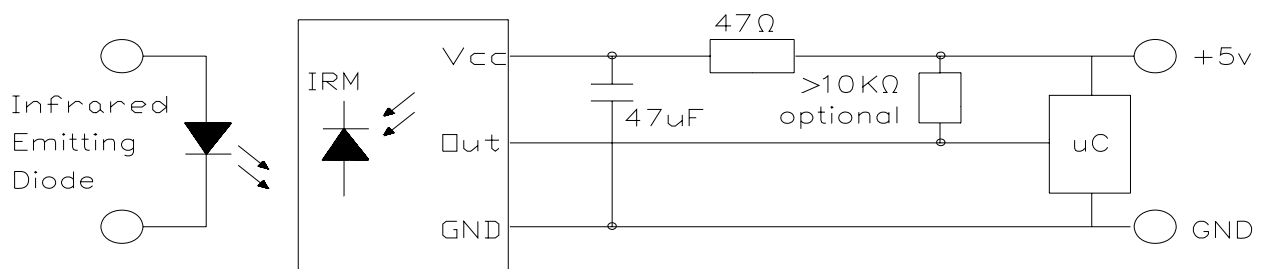 Infrared
Emitting
Diode
IRM
Vcc
Out
GND
47Ω
47uF
>10KΩ
optional
uC
+5v
GND